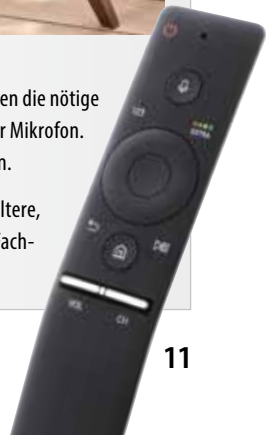 en die nötige
r Mikrofon.
n.
ltere,
ach-
123
EXTRA
VOL
CH
11